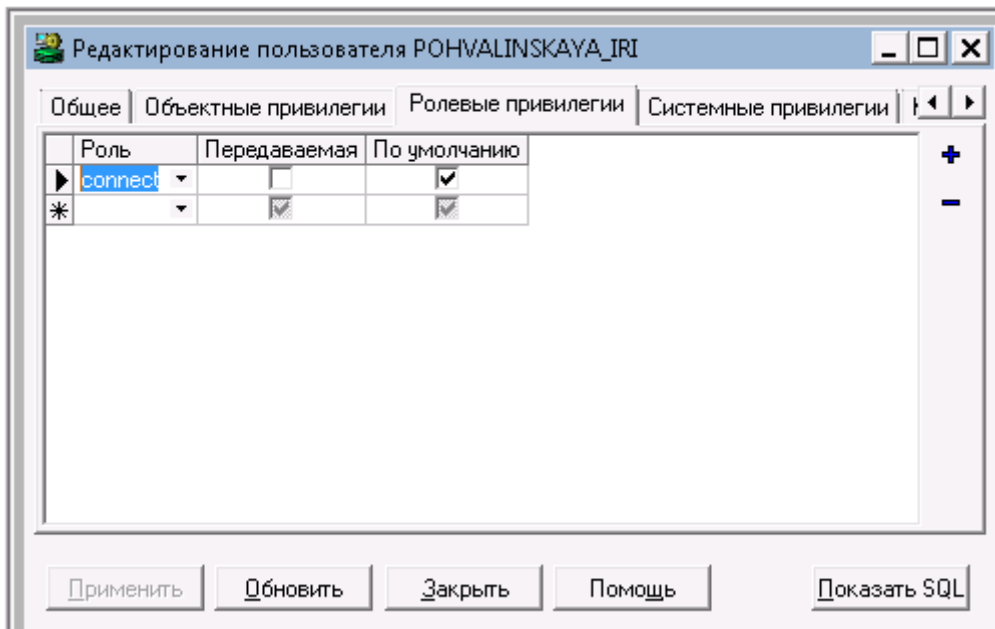 Редактирование пользователя POHVALINSKAYA_IRI
Общее Объектные привилегии Ролевые привилегии Системные привилегии
Роль Передаваемая По умолчанию
connect
Применить Обновить Закрыть Помощь Показать SQL